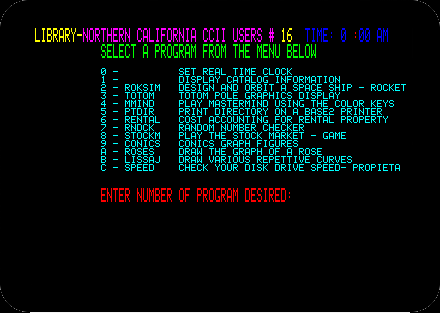 LIBRARY-NORTHERN CALIFORNIA CCII USERS # 16 TIME: 0 :00 AM
SELECT A PROGRAM FROM THE MENU BELOW
0 - SET REAL TIME CLOCK
1 - DISPLAY CATALOG INFORMATION
2 - ROKSIM DESIGN AND ORBIT A SPACE SHIP - ROCKET
3 - TOTOM TOTOM POLE GRAPHICS DISPLAY
4 - MMIND PLAY MASTERMIND USING THE COLOR KEYS
5 - PTDIR PRINT DIRECTORY ON A BASE2 PRINTER
6 - RENTAL COST ACCOUNTING FOR RENTAL PROPERTY
7 - RNDCK RANDOM NUMBER CHECKER
8 - STOCKM PLAY THE STOCK MARKET - GAME
9 - CONICS CONICS GRAPH FIGURES
A - ROSES DRAW THE GRAPH OF A ROSE
B - LISSAJ DRAW VARIOUS REPETTIVE CURVES
C - SPEED CHECK YOUR DISK DRIVE SPEED- PROPIETA
ENTER NUMBER OF PROGRAM DESIRED: